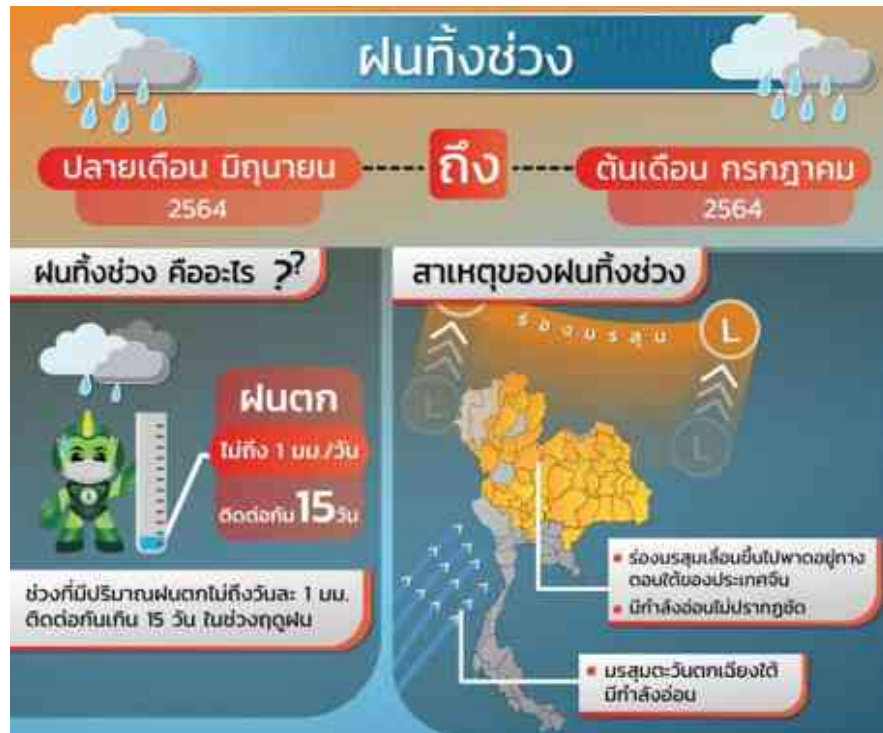 ฝนทิ้งช่วง
ปลายเดือน มิถุนายน
2564
ถึง
ต้นเดือน กรกฎาคม
2564
ฝนทิ้งช่วง คืออะไร ??
ฝนตก
ไม่ถึง 1 มม./วัน
ติดต่อกัน 15 วัน
ช่วงที่มีปริมาณฝนตกไม่ถึงวันละ 1 มม.
ติดต่อกันเกิน 15 วัน ในช่วงฤดูฝน
สาเหตุของฝนทิ้งช่วง
ร่องมรสุม
L
L
L
ร่องมรสุมเลื่อนขึ้นไปพาดอยู่ทาง
ตอนใต้ของประเทศจีน
มีกำลังอ่อนไม่ปรากฏชัด
มรสุมตะวันตกเฉียงใต้
มีกำลังอ่อน